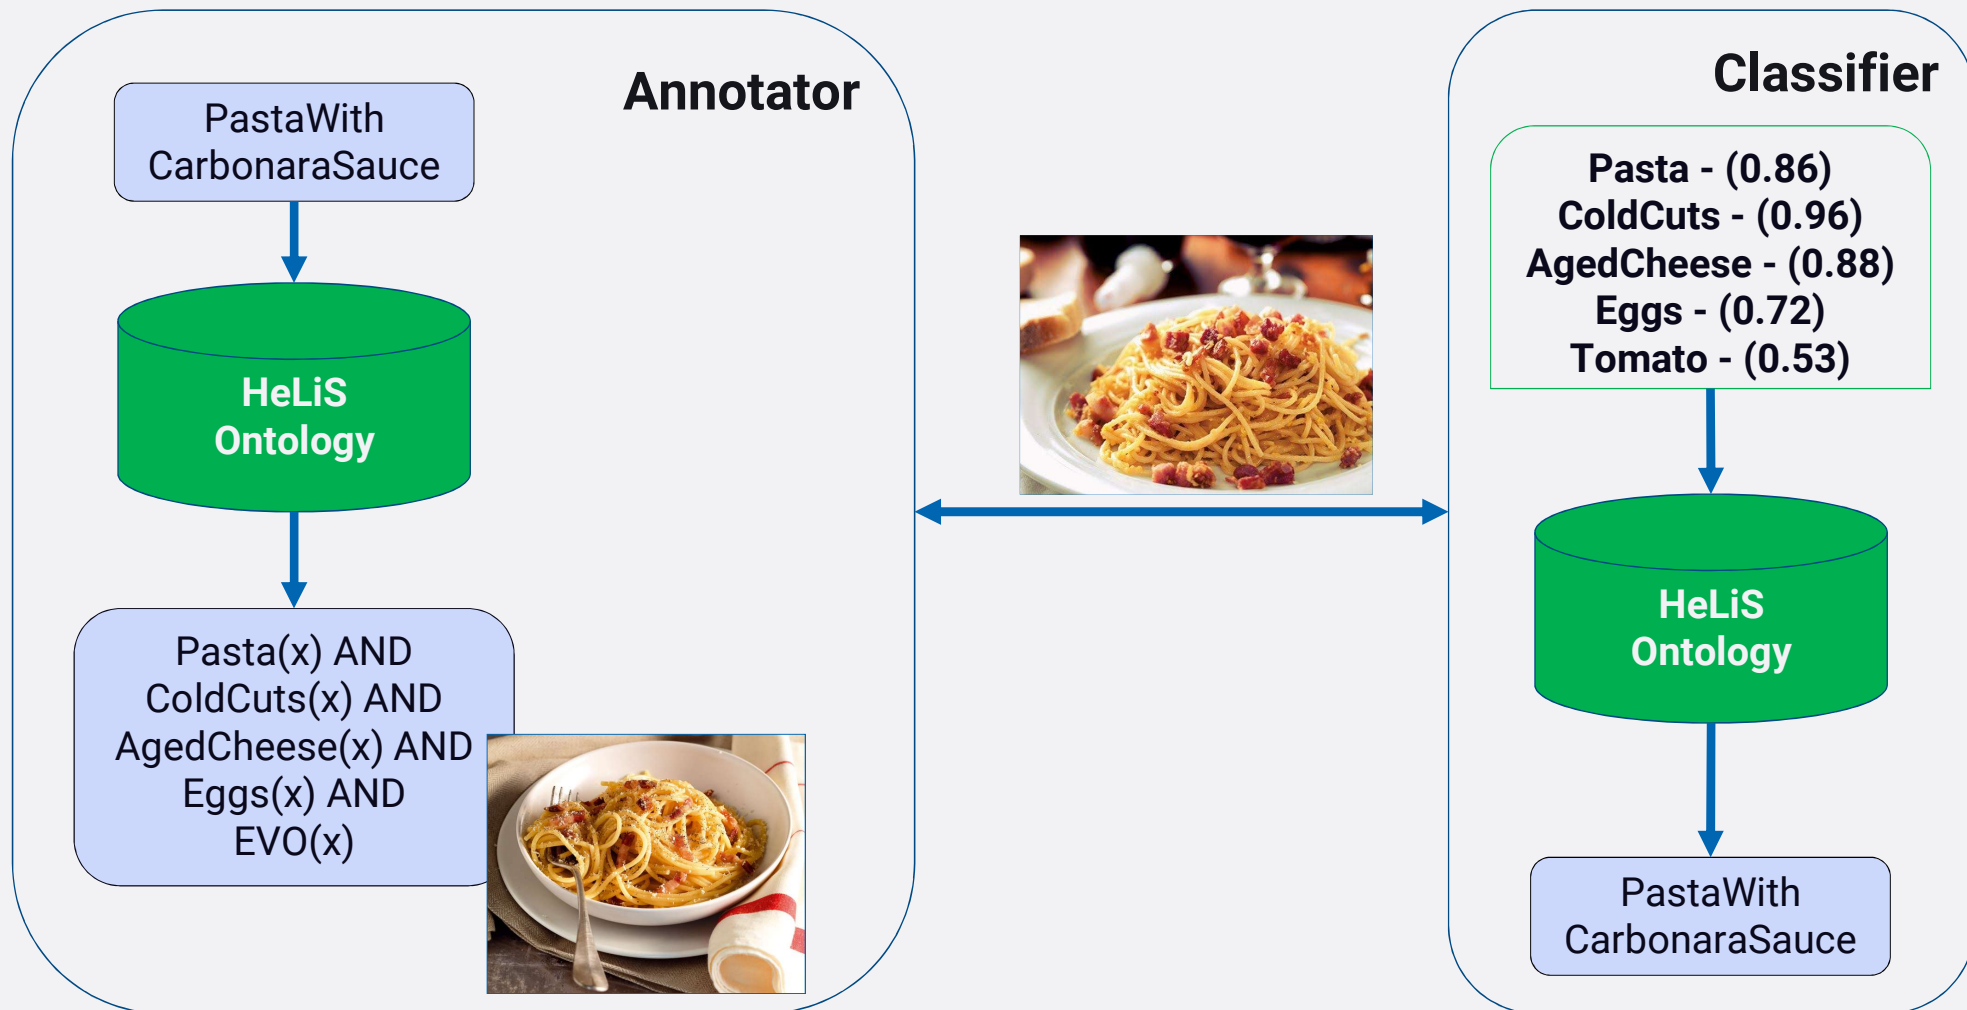 Annotator
PastaWith
CarbonaraSauce
HeLiS
Ontology
Pasta(x) AND
ColdCuts(x) AND
AgedCheese(x) AND
Eggs(x) AND
EVO(x)
Classifier
Pasta - (0.86)
ColdCuts - (0.96)
AgedCheese - (0.88)
Eggs - (0.72)
Tomato - (0.53)
HeLiS
Ontology
PastaWith
CarbonaraSauce